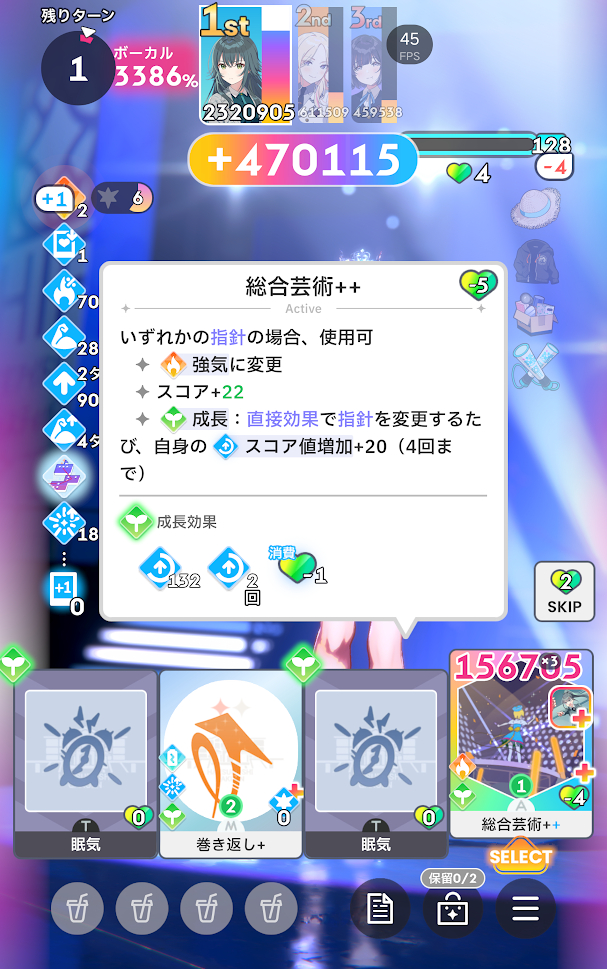 残りターン
1
ボーカル
3386%
1st
2320905
2nd
611509
3rd
459538
45
FPS
+470115
128
4
-4
+1
2
6
1
70
28
2タ
90
4タ
18
+1
0
総合芸術++
-5
Active
いずれかの指針の場合、使用可
強気に変更
スコア+22
成長：直接効果で指針を変更するた
び、自身の スコア値増加+20（4回ま
で）
成長効果
132
2
回
消費
-1
2
SKIP
0
T
眠気
2
M
0
巻き返し+
0
T
眠気
156705
×3
1
A
-4
総合芸術++
SELECT
保留0/2